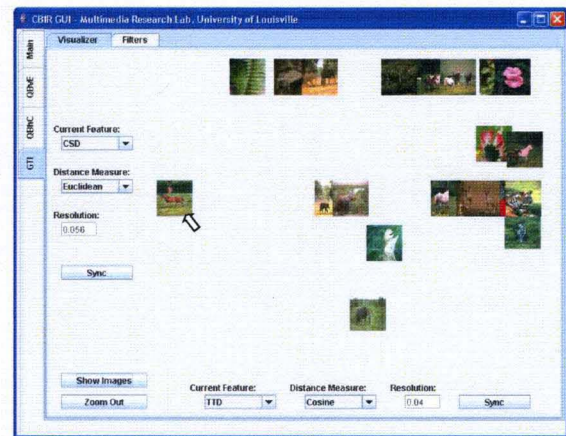 CBIR GUI - Multimedia Research Lab. University of Louisville
Main
QBvE
QBhC
GTI
Visualizer Filters
Current Feature:
CSD
Distance Measure:
Euclidean
Resolution:
0.056
Sync
Show Images
Zoom Out
Current Feature: Distance Measure: Resolution:
TTD Cosine 0.04 Sync